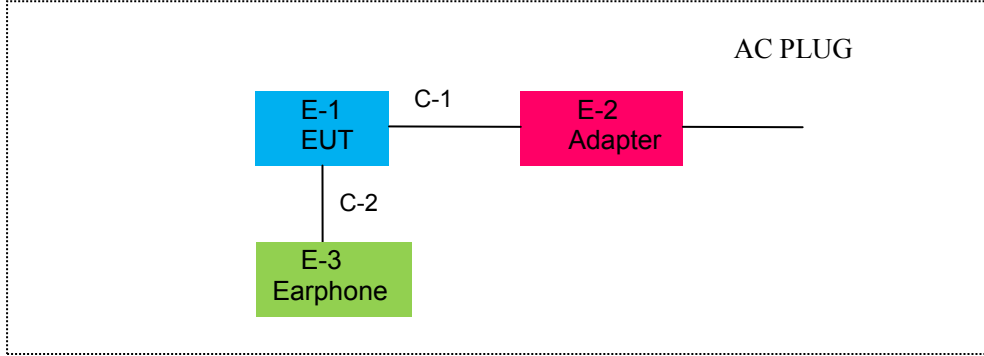 AC PLUG
E-1
EUT
C-1
E-2
Adapter
C-2
E-3
Earphone